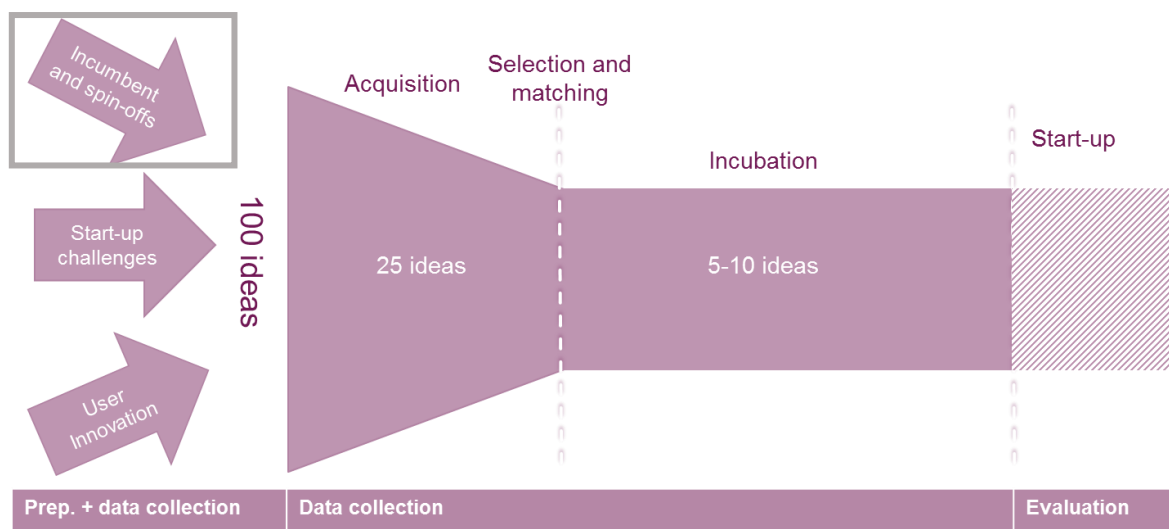 Incumbent
and spin-offs
Start-up
challenges
User
Innovation
100 ideas
Acquisition
25 ideas
Selection and
matching
Incubation
5-10 ideas
Start-up
Prep. + data collection
Data collection
Evaluation